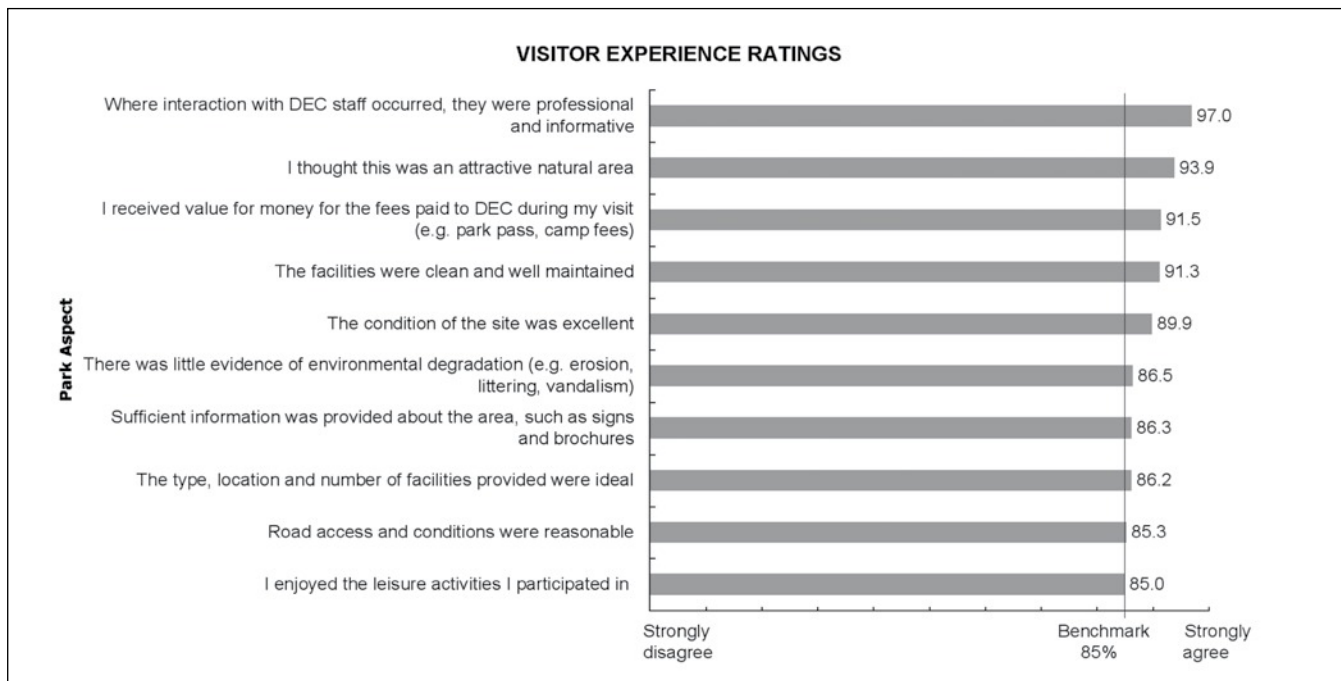 VISITOR EXPERIENCE RATINGS
Park Aspect
Where interaction with DEC staff occurred, they were professional
and informative
97.0
I thought this was an attractive natural area
93.9
I received value for money for the fees paid to DEC during my visit
(e.g. park pass, camp fees)
91.5
The facilities were clean and well maintained
91.3
The condition of the site was excellent
89.9
There was little evidence of environmental degradation (e.g. erosion,
littering, vandalism)
86.5
Sufficient information was provided about the area, such as signs
and brochures
86.3
The type, location and number of facilities provided were ideal
86.2
Road access and conditions were reasonable
85.3
I enjoyed the leisure activities I participated in
85.0
Strongly
disagree
Benchmark
85%
Strongly
agree